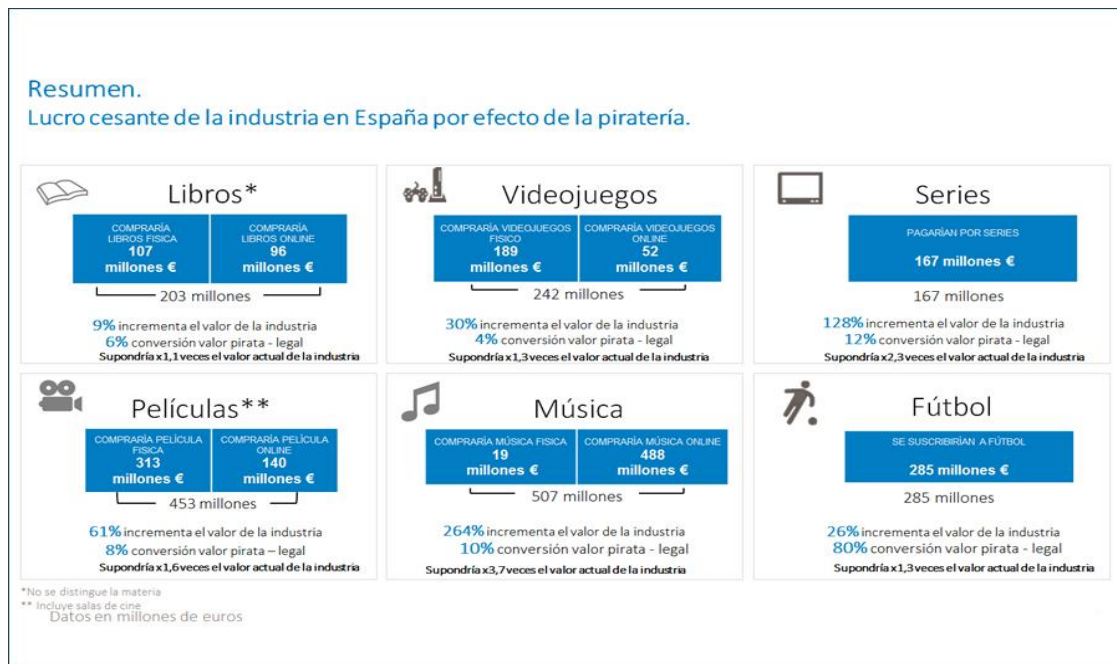 Resumen.
Lucro cesante de la industria en España por efecto de la piratería.
Libros*
COMPRARÍA
LIBROS FISICA
107
millones €
COMPRARÍA
LIBROS ONLINE
96
millones €
203 millones
9% incrementa el valor de la industria
6% conversión valor pirata - legal
Supondría x1,1 veces el valor actual de la industria
Videojuegos
COMPRARÍA VIDEOJUEGOS
FISICO
189
millones €
COMPRARÍA VIDEOJUEGOS
ONLINE
52
millones €
242 millones
30% incrementa el valor de la industria
4% conversión valor pirata - legal
Supondría x1,3 veces el valor actual de la industria
Series
PAGARÍAN POR SERIES
167 millones €
167 millones
128% incrementa el valor de la industria
12% conversión valor pirata - legal
Supondría x2,3 veces el valor actual de la industria
Películas**
COMPRARÍA PELÍCULA
FISICA
313
millones €
COMPRARÍA PELÍCULA
ONLINE
140
millones €
453 millones
61% incrementa el valor de la industria
8% conversión valor pirata – legal
Supondría x1,6 veces el valor actual de la industria
Música
COMPRARÍA MÚSICA FISICA
19
millones €
COMPRARÍA MÚSICA ONLINE
488
millones €
507 millones
264% incrementa el valor de la industria
10% conversión valor pirata - legal
Supondría x3,7 veces el valor actual de la industria
Fútbol
SE SUSCRIBIRÍAN A FÚTBOL
285 millones €
285 millones
26% incrementa el valor de la industria
80% conversión valor pirata - legal
Supondría x1,3 veces el valor actual de la industria
*No se distingue la materia
** Incluye salas de cine
Datos en millones de euros